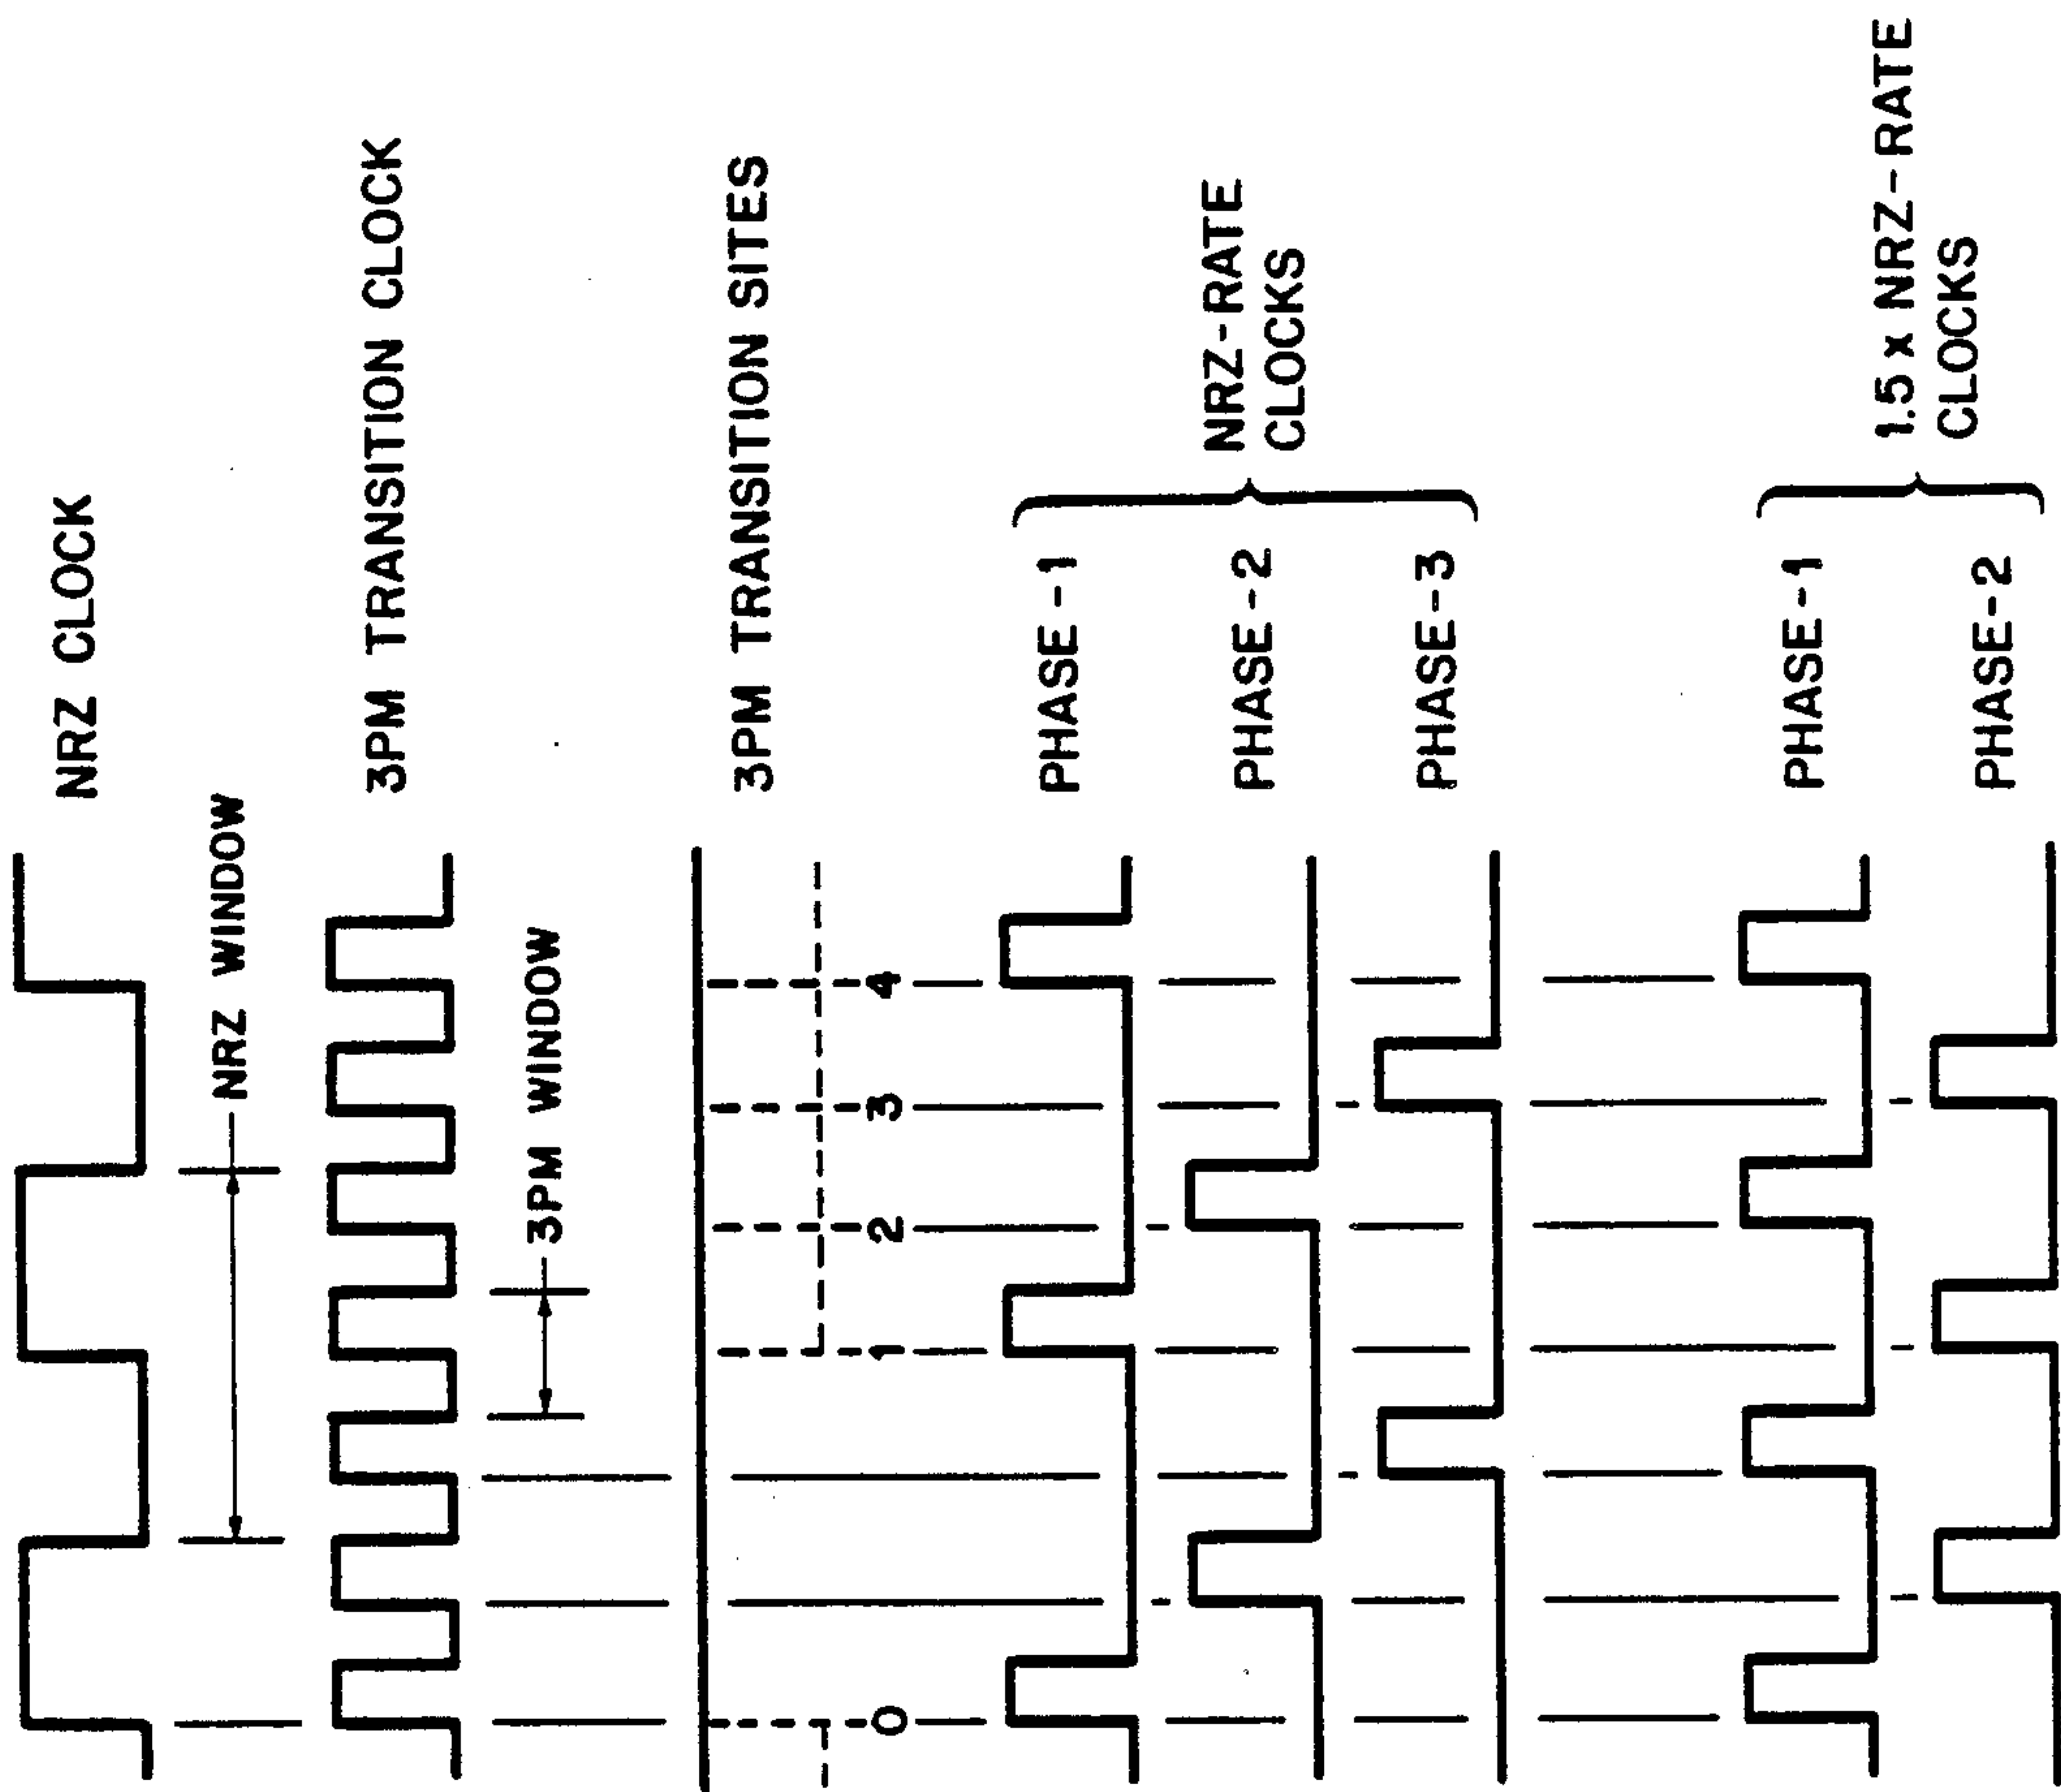 NRZ CLOCK
NRZ WINDOW
3PM TRANSITION CLOCK
3PM WINDOW
3PM TRANSITION SITES
0 1 2 3 4
PHASE-1
PHASE-2
PHASE-3
NRZ-RATE
CLOCKS
PHASE-1
PHASE-2
1.5 x NRZ-RATE
CLOCKS